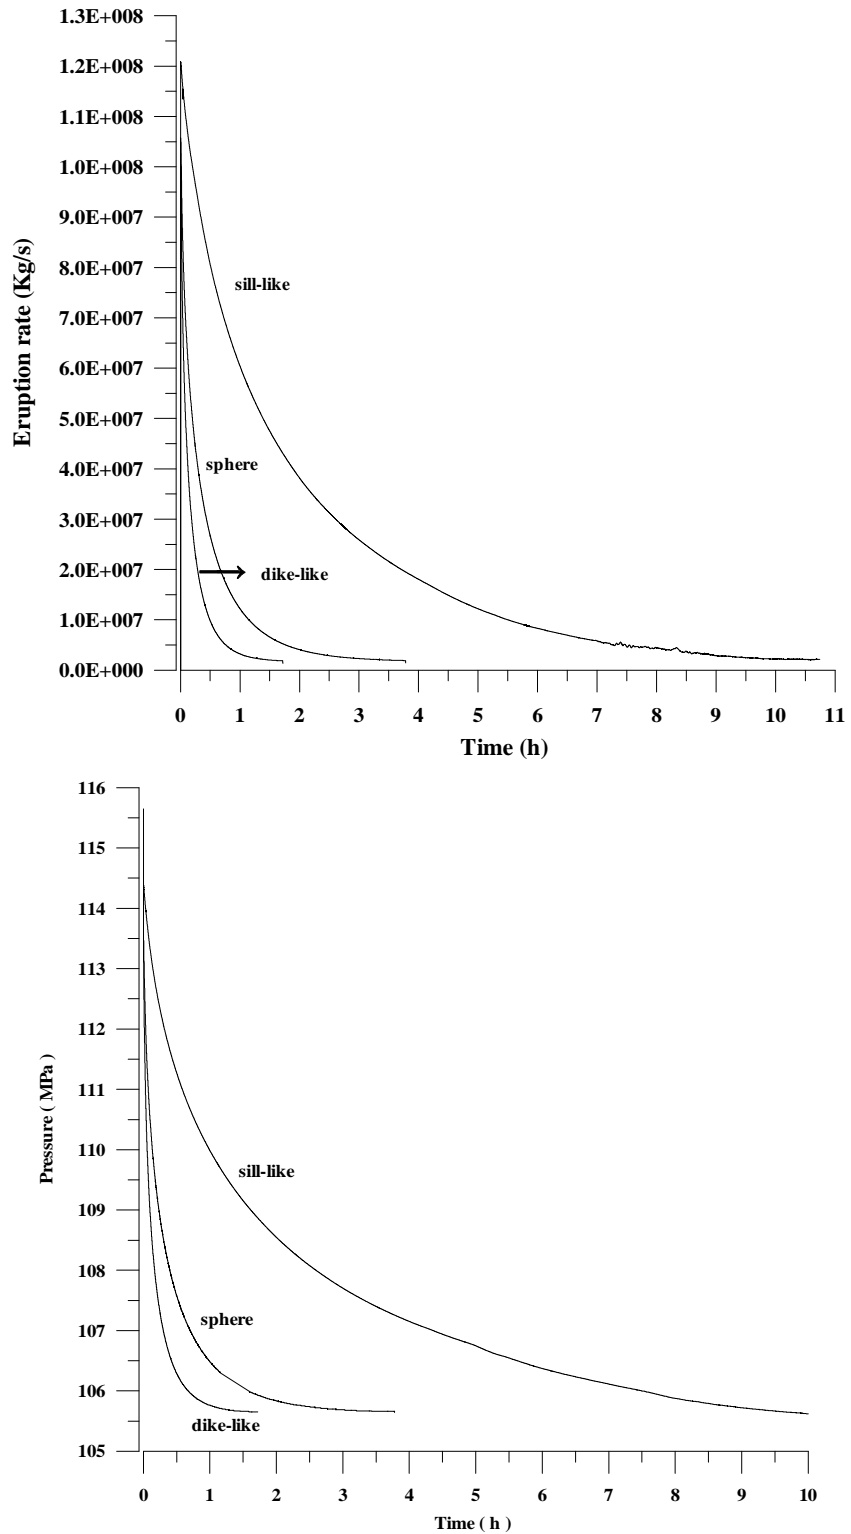 1.3E+008
1.2E+008
1.1E+008
1.0E+008
9.0E+007
8.0E+007
7.0E+007
6.0E+007
5.0E+007
4.0E+007
3.0E+007
2.0E+007
1.0E+007
0.0E+000
Eruption rate (Kg/s)
sill-like
sphere
dike-like
0 1 2 3 4 5 6 7 8 9 10 11
Time (h)
116
115
114
113
112
111
110
109
108
107
106
105
Pressure ( MPa )
sill-like
sphere
dike-like
0 1 2 3 4 5 6 7 8 9 10
Time ( h )